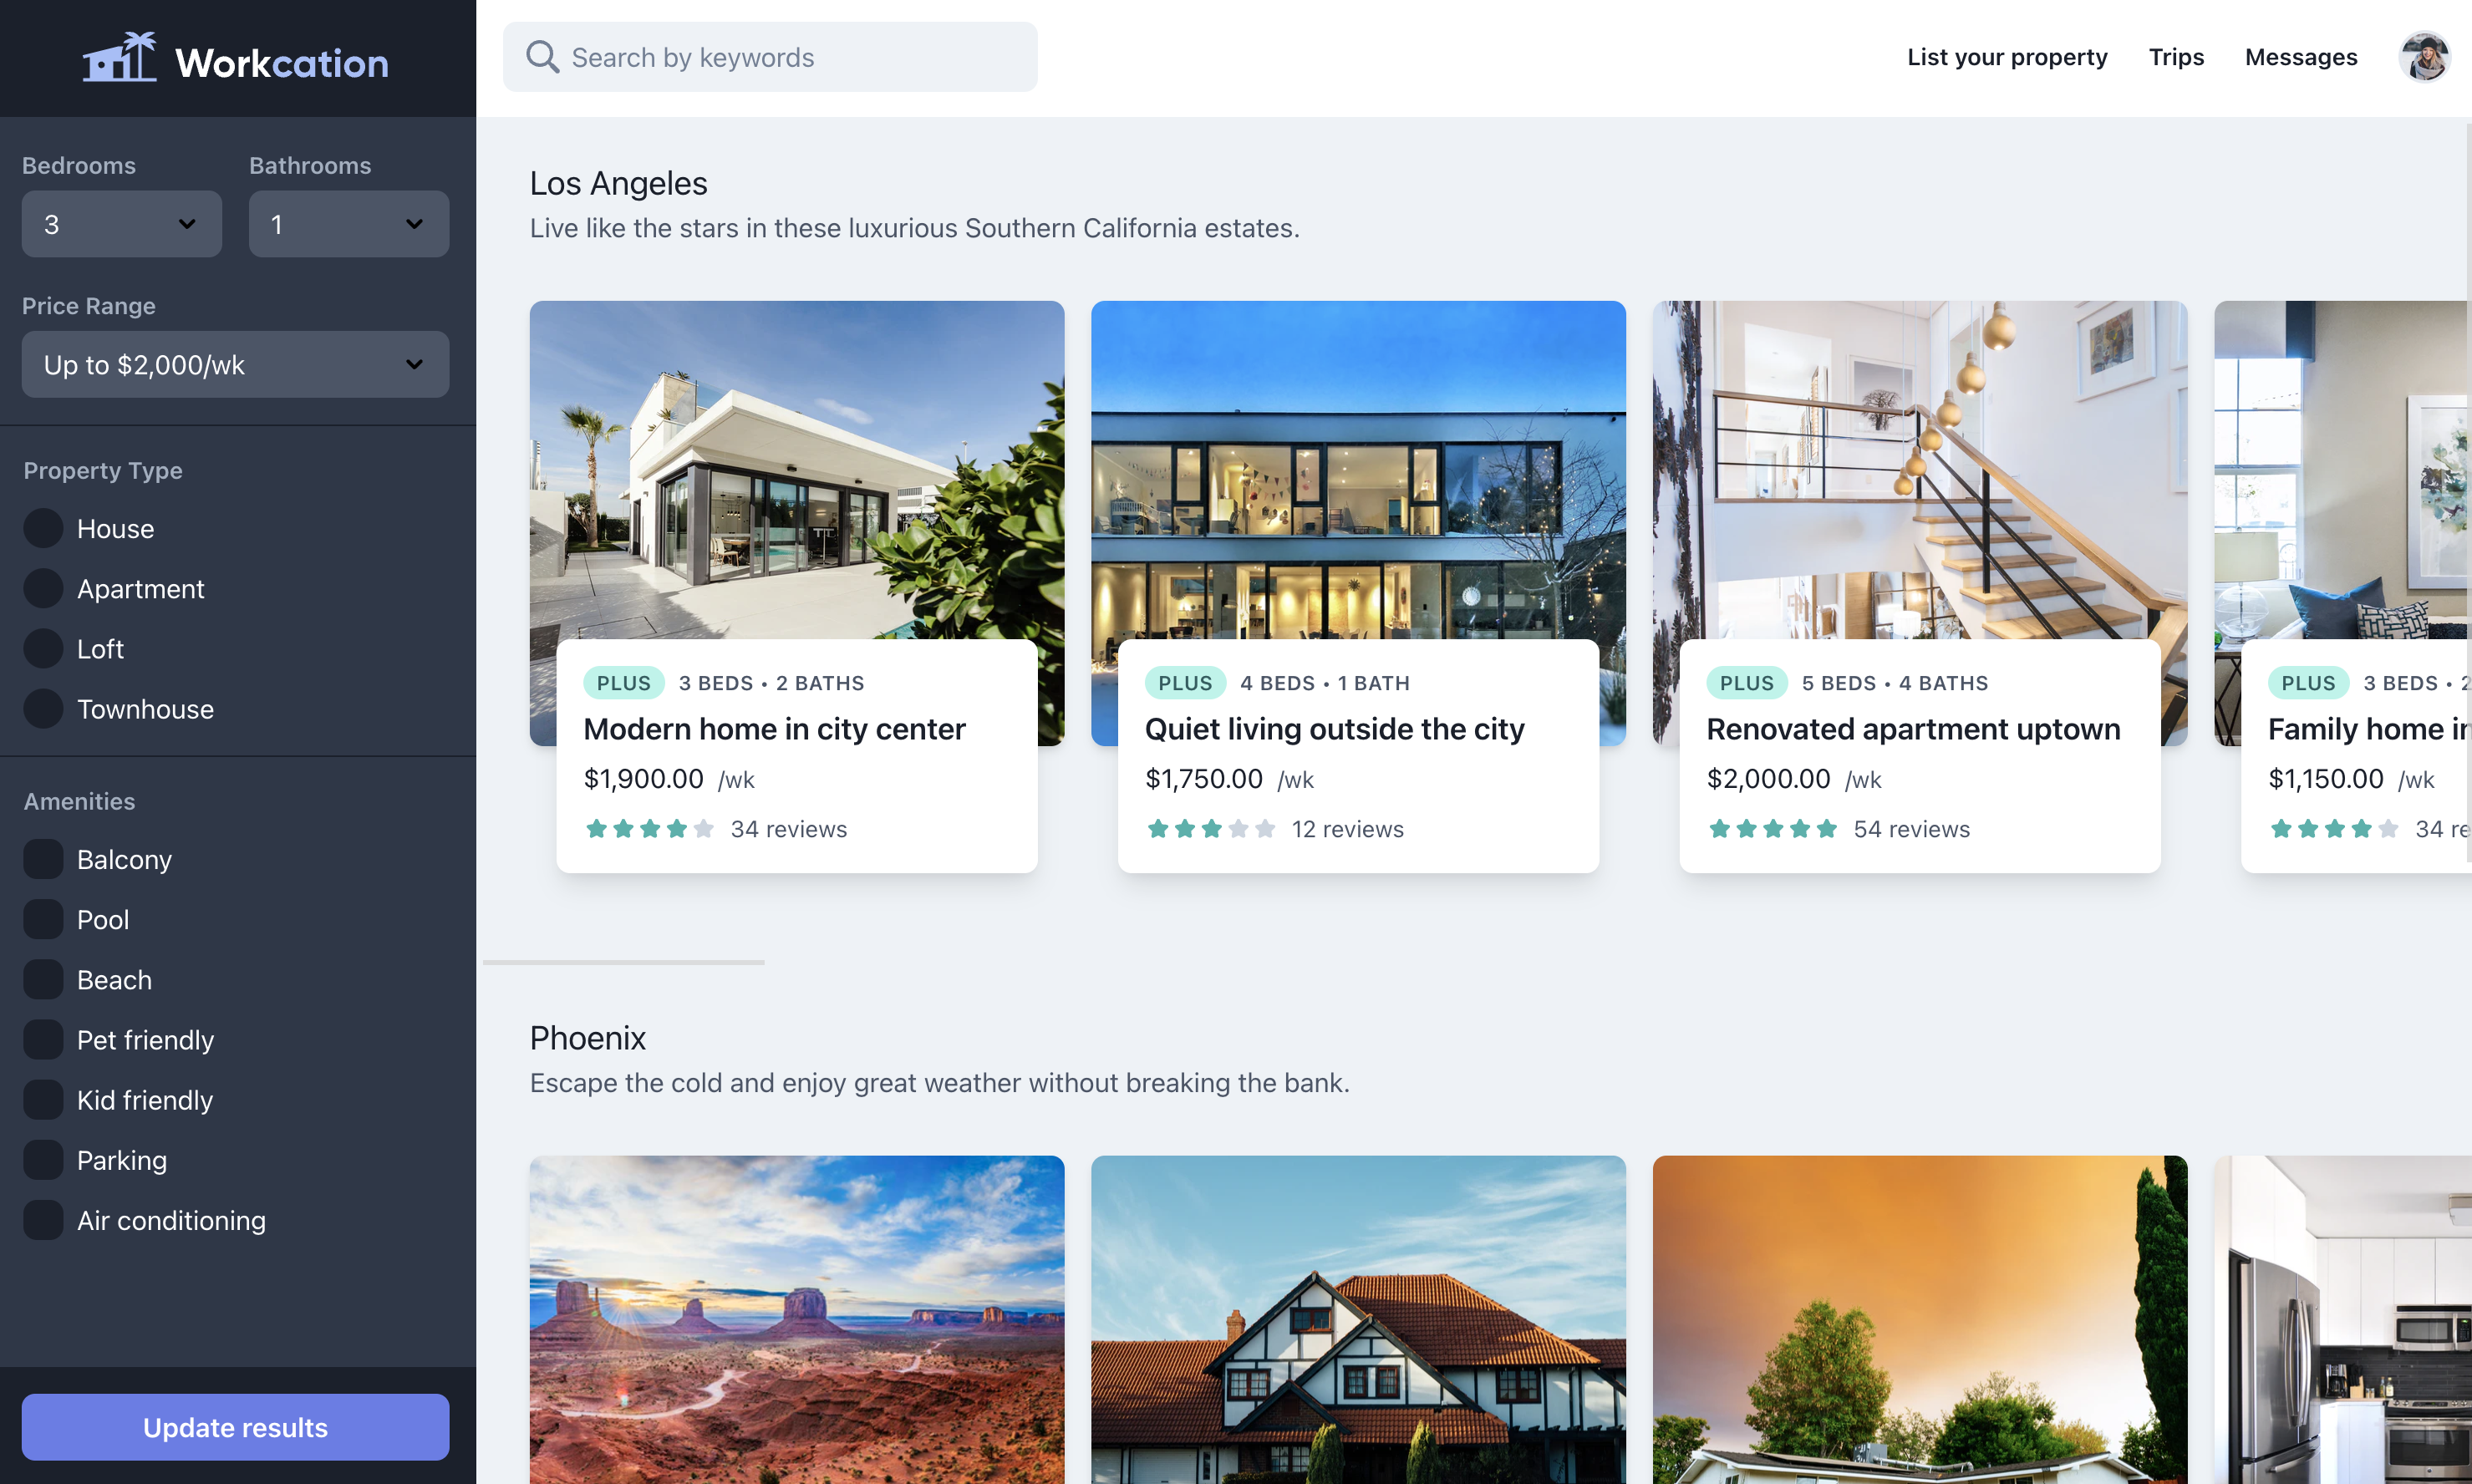 Workcation
Search by keywords
List your property
Trips
Messages
Bedrooms
Bathrooms
3
1
Price Range
Up to $2,000/wk
Property Type
House
Apartment
Loft
Townhouse
Amenities
Balcony
Pool
Beach
Pet friendly
Kid friendly
Parking
Air conditioning
Update results
Los Angeles
Live like the stars in these luxurious Southern California estates.
PLUS 3 BEDS • 2 BATHS
Modern home in city center
$1,900.00 /wk
34 reviews
PLUS 4 BEDS • 1 BATH
Quiet living outside the city
$1,750.00 /wk
12 reviews
PLUS 5 BEDS • 4 BATHS
Renovated apartment uptown
$2,000.00 /wk
54 reviews
PLUS 3 BEDS •
Family home
$1,150.00 /wk
34
Phoenix
Escape the cold and enjoy great weather without breaking the bank.